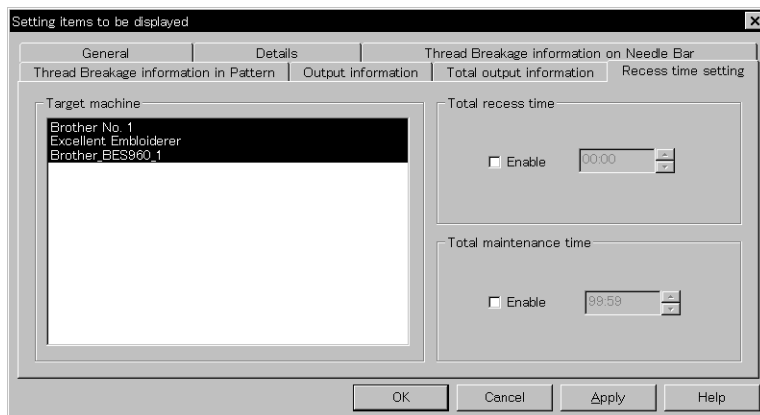 Setting items to be displayed
General
Details
Thread Breakage information on Needle Bar
Thread Breakage information in Pattern
Output information
Total output information
Recess time setting
Target machine
Brother No. 1
Excellent Embloiderer
Brother_BES960_1
Total recess time
Enable
00:00
Total maintenance time
Enable
99:59
OK
Cancel
Apply
Help